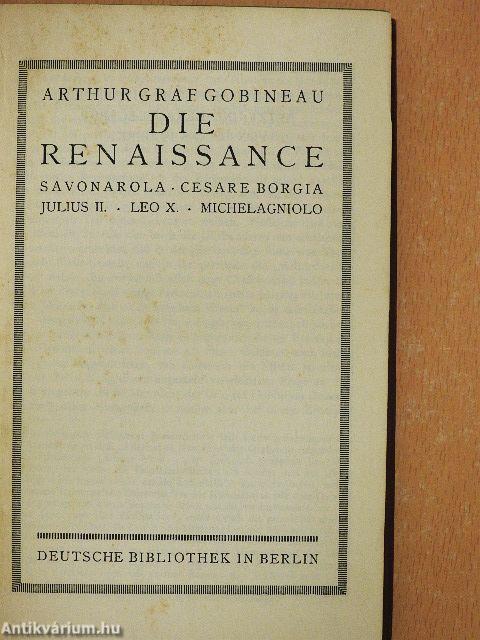 ARTHUR GRAF GOBINEAU
DIE
RENAISSANCE
SAVONAROLA · CESARE BORGIA
JULIUS II. · LEO X. · MICHELAGNIOLO
DEUTSCHE BIBLIOTHEK IN BERLIN
Antikvárium.hu